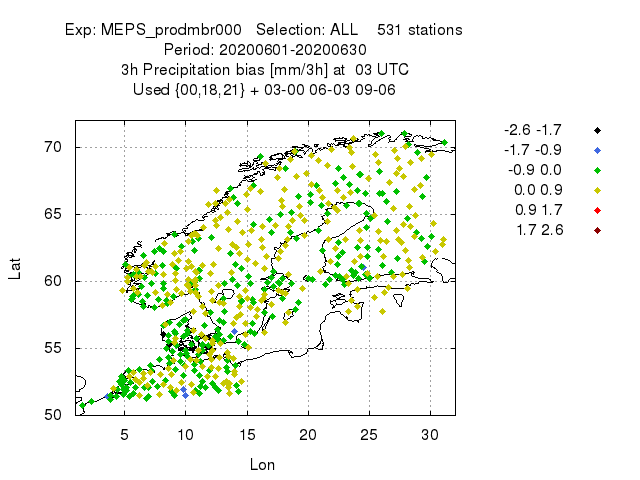 Exp: MEPS_prodmbr000 Selection: ALL 531 stations
Period: 20200601-20200630
3h Precipitation bias [mm/3h] at 03 UTC
Used {00,18,21} + 03-00 06-03 09-06
-2.6 -1.7
-1.7 -0.9
-0.9 0.0
0.0 0.9
0.9 1.7
1.7 2.6
70
65
60
55
50
Lat
5 10 15 20 25 30
Lon